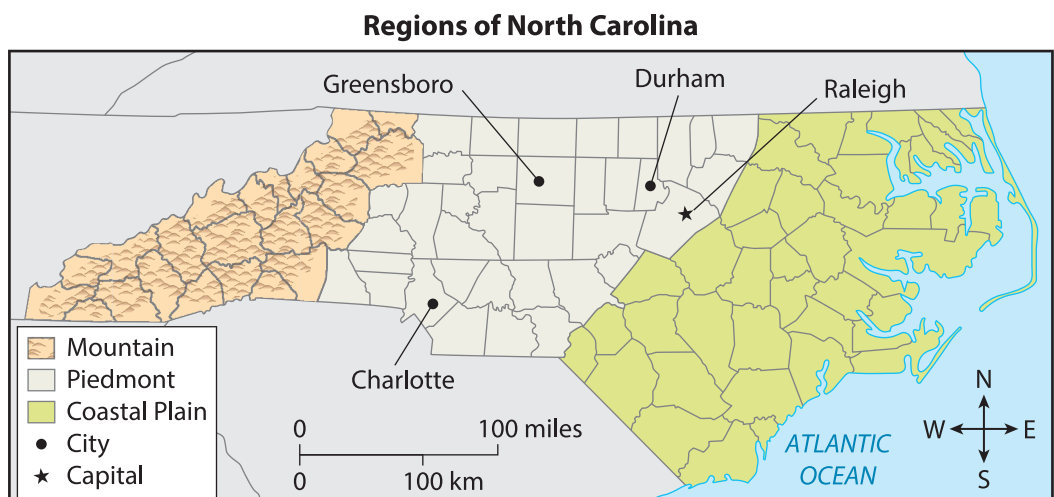 Regions of North Carolina
Greensboro
Durham
Raleigh
Charlotte
Mountain
Piedmont
Coastal Plain
City
Capital
0 100 miles
0 100 km
ATLANTIC
OCEAN
N
W E
S